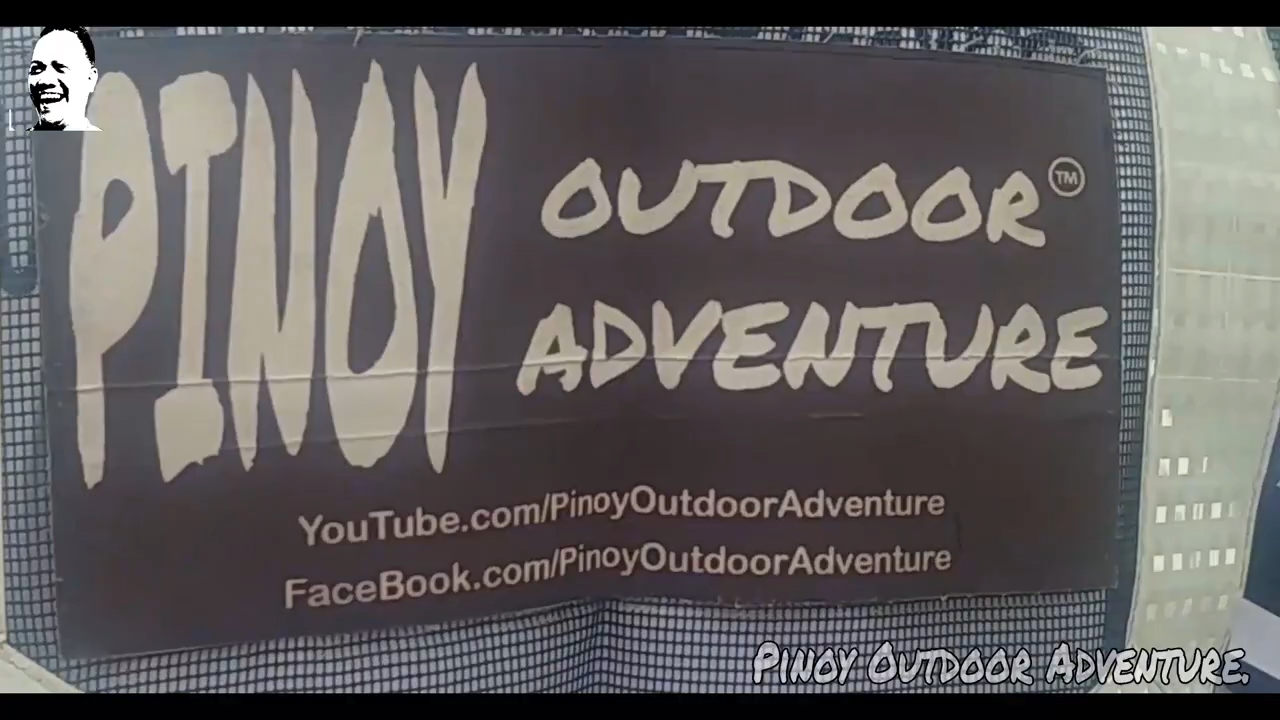 PINOY
OUTDOOR™
ADVENTURE
YouTube.com/PinoyOutdoorAdventure
FaceBook.com/PinoyOutdoorAdventure
PINOY OUTDOOR ADVENTURE.